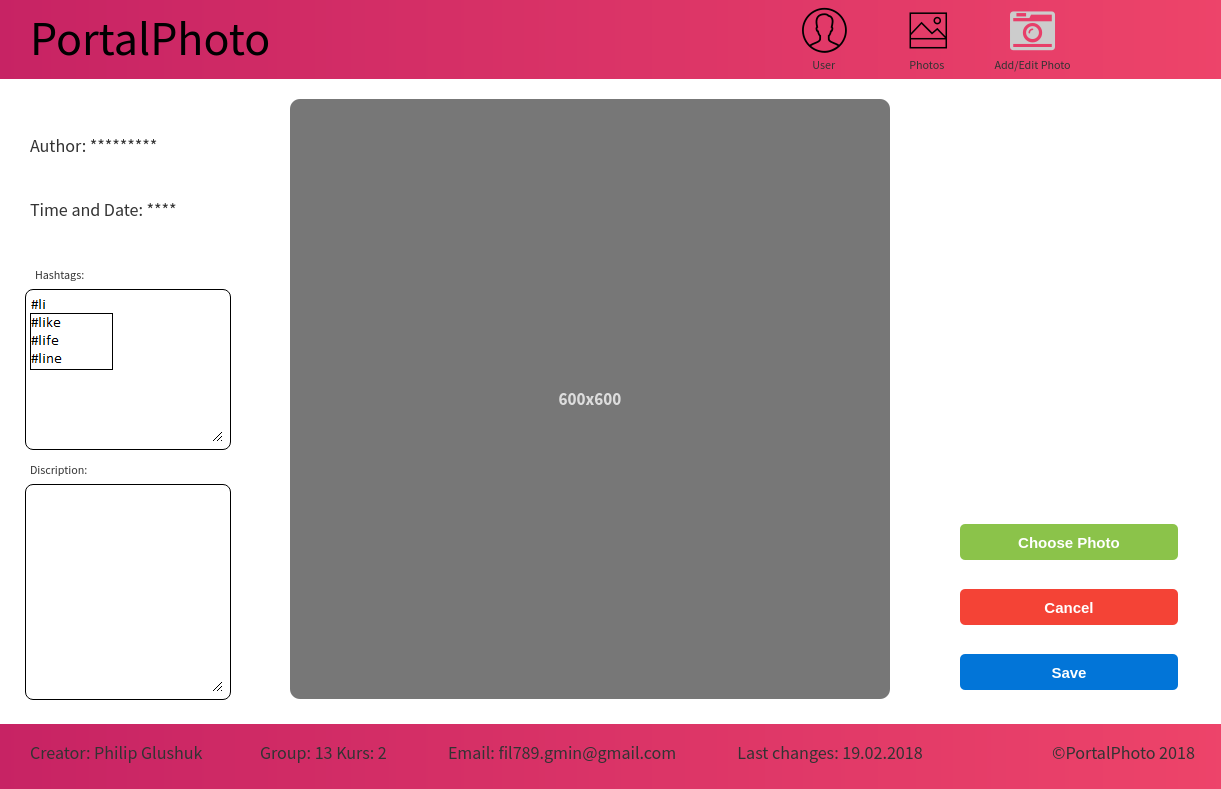 PortalPhoto
User
Photos
Add/Edit Photo
Author: *********
Time and Date: ****
Hashtags:
#li
#like
#life
#line
Discription:
600x600
Choose Photo
Cancel
Save
Creator: Philip Glushuk
Group: 13 Kurs: 2
Email: fil789.gmin@gmail.com
Last changes: 19.02.2018
©PortalPhoto 2018